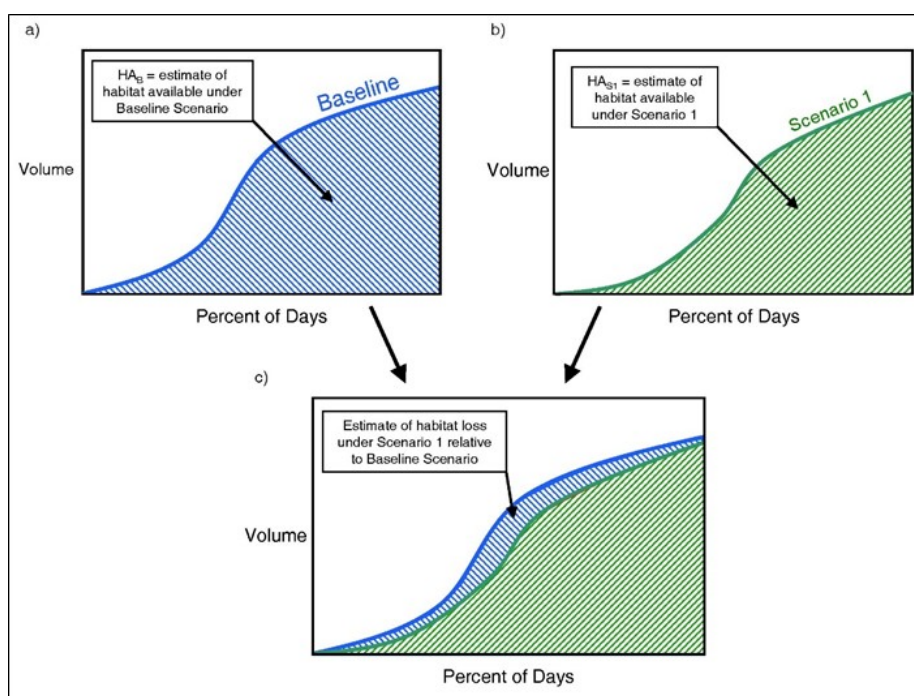 a)
HA_B = estimate of
habitat available under
Baseline Scenario
Baseline
Volume
Percent of Days
b)
HA_S1 = estimate of
habitat available
under Scenario 1
Scenario 1
Volume
Percent of Days
c)
Estimate of habitat loss
under Scenario 1 relative
to Baseline Scenario
Volume
Percent of Days